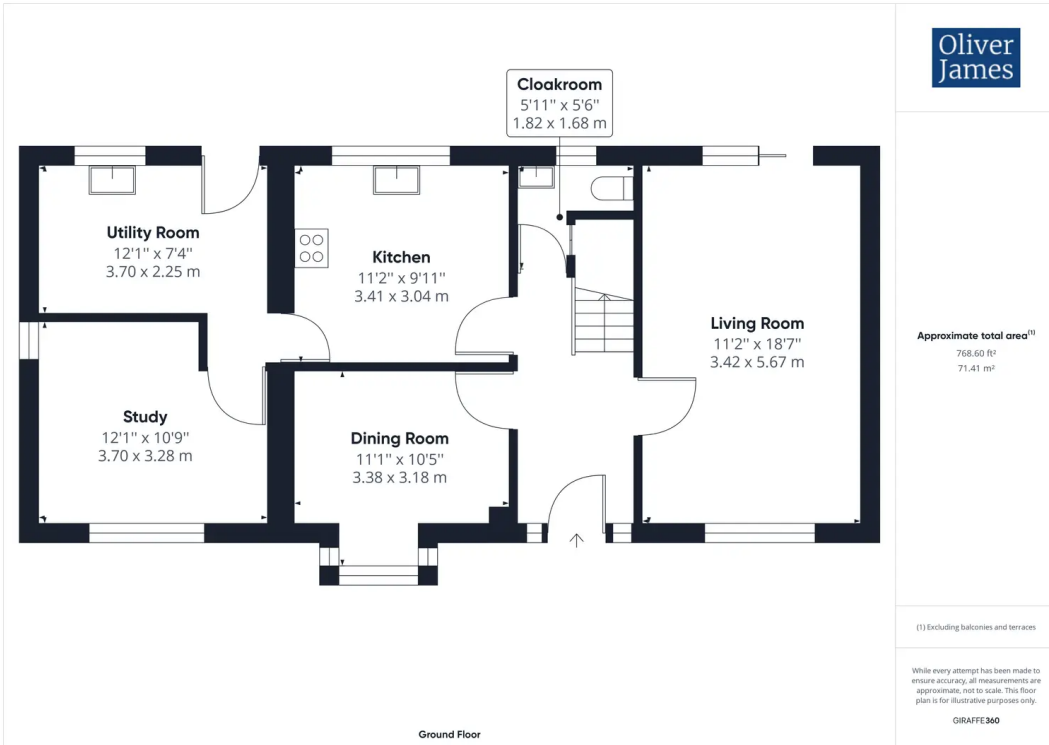 Oliver
James
Cloakroom
5'11" x 5'6"
1.82 x 1.68 m
Utility Room
12'1" x 7'4"
3.70 x 2.25 m
Kitchen
11'2" x 9'11"
3.41 x 3.04 m
Living Room
11'2" x 18'7"
3.42 x 5.67 m
Study
12'1" x 10'9"
3.70 x 3.28 m
Dining Room
11'1" x 10'5"
3.38 x 3.18 m
Approximate total area(1)
768.60 ft²
71.41 m²
(1) Excluding balconies and terraces
While every attempt has been made to
ensure accuracy, all measurements are
approximate, not to scale. This floor
plan is for illustrative purposes only.
GIRAFFE360
Ground Floor